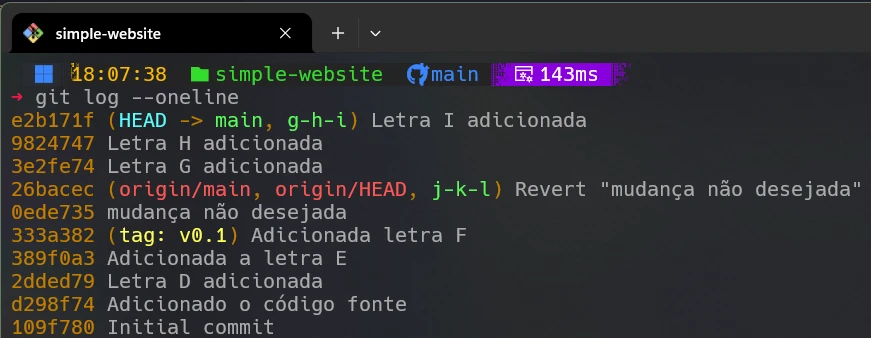 simple-website
18:07:38 simple-website main 143ms
→ git log --oneline
e2b171f (HEAD -> main, g-h-i) Letra I adicionada
9824747 Letra H adicionada
3e2fe74 Letra G adicionada
26bacec (origin/main, origin/HEAD, j-k-l) Revert "mudança não desejada"
0ede735 mudança não desejada
333a382 (tag: v0.1) Adicionada letra F
389f0a3 Adicionada a letra E
2dded79 Letra D adicionada
d298f74 Adicionado o código fonte
109f780 Initial commit